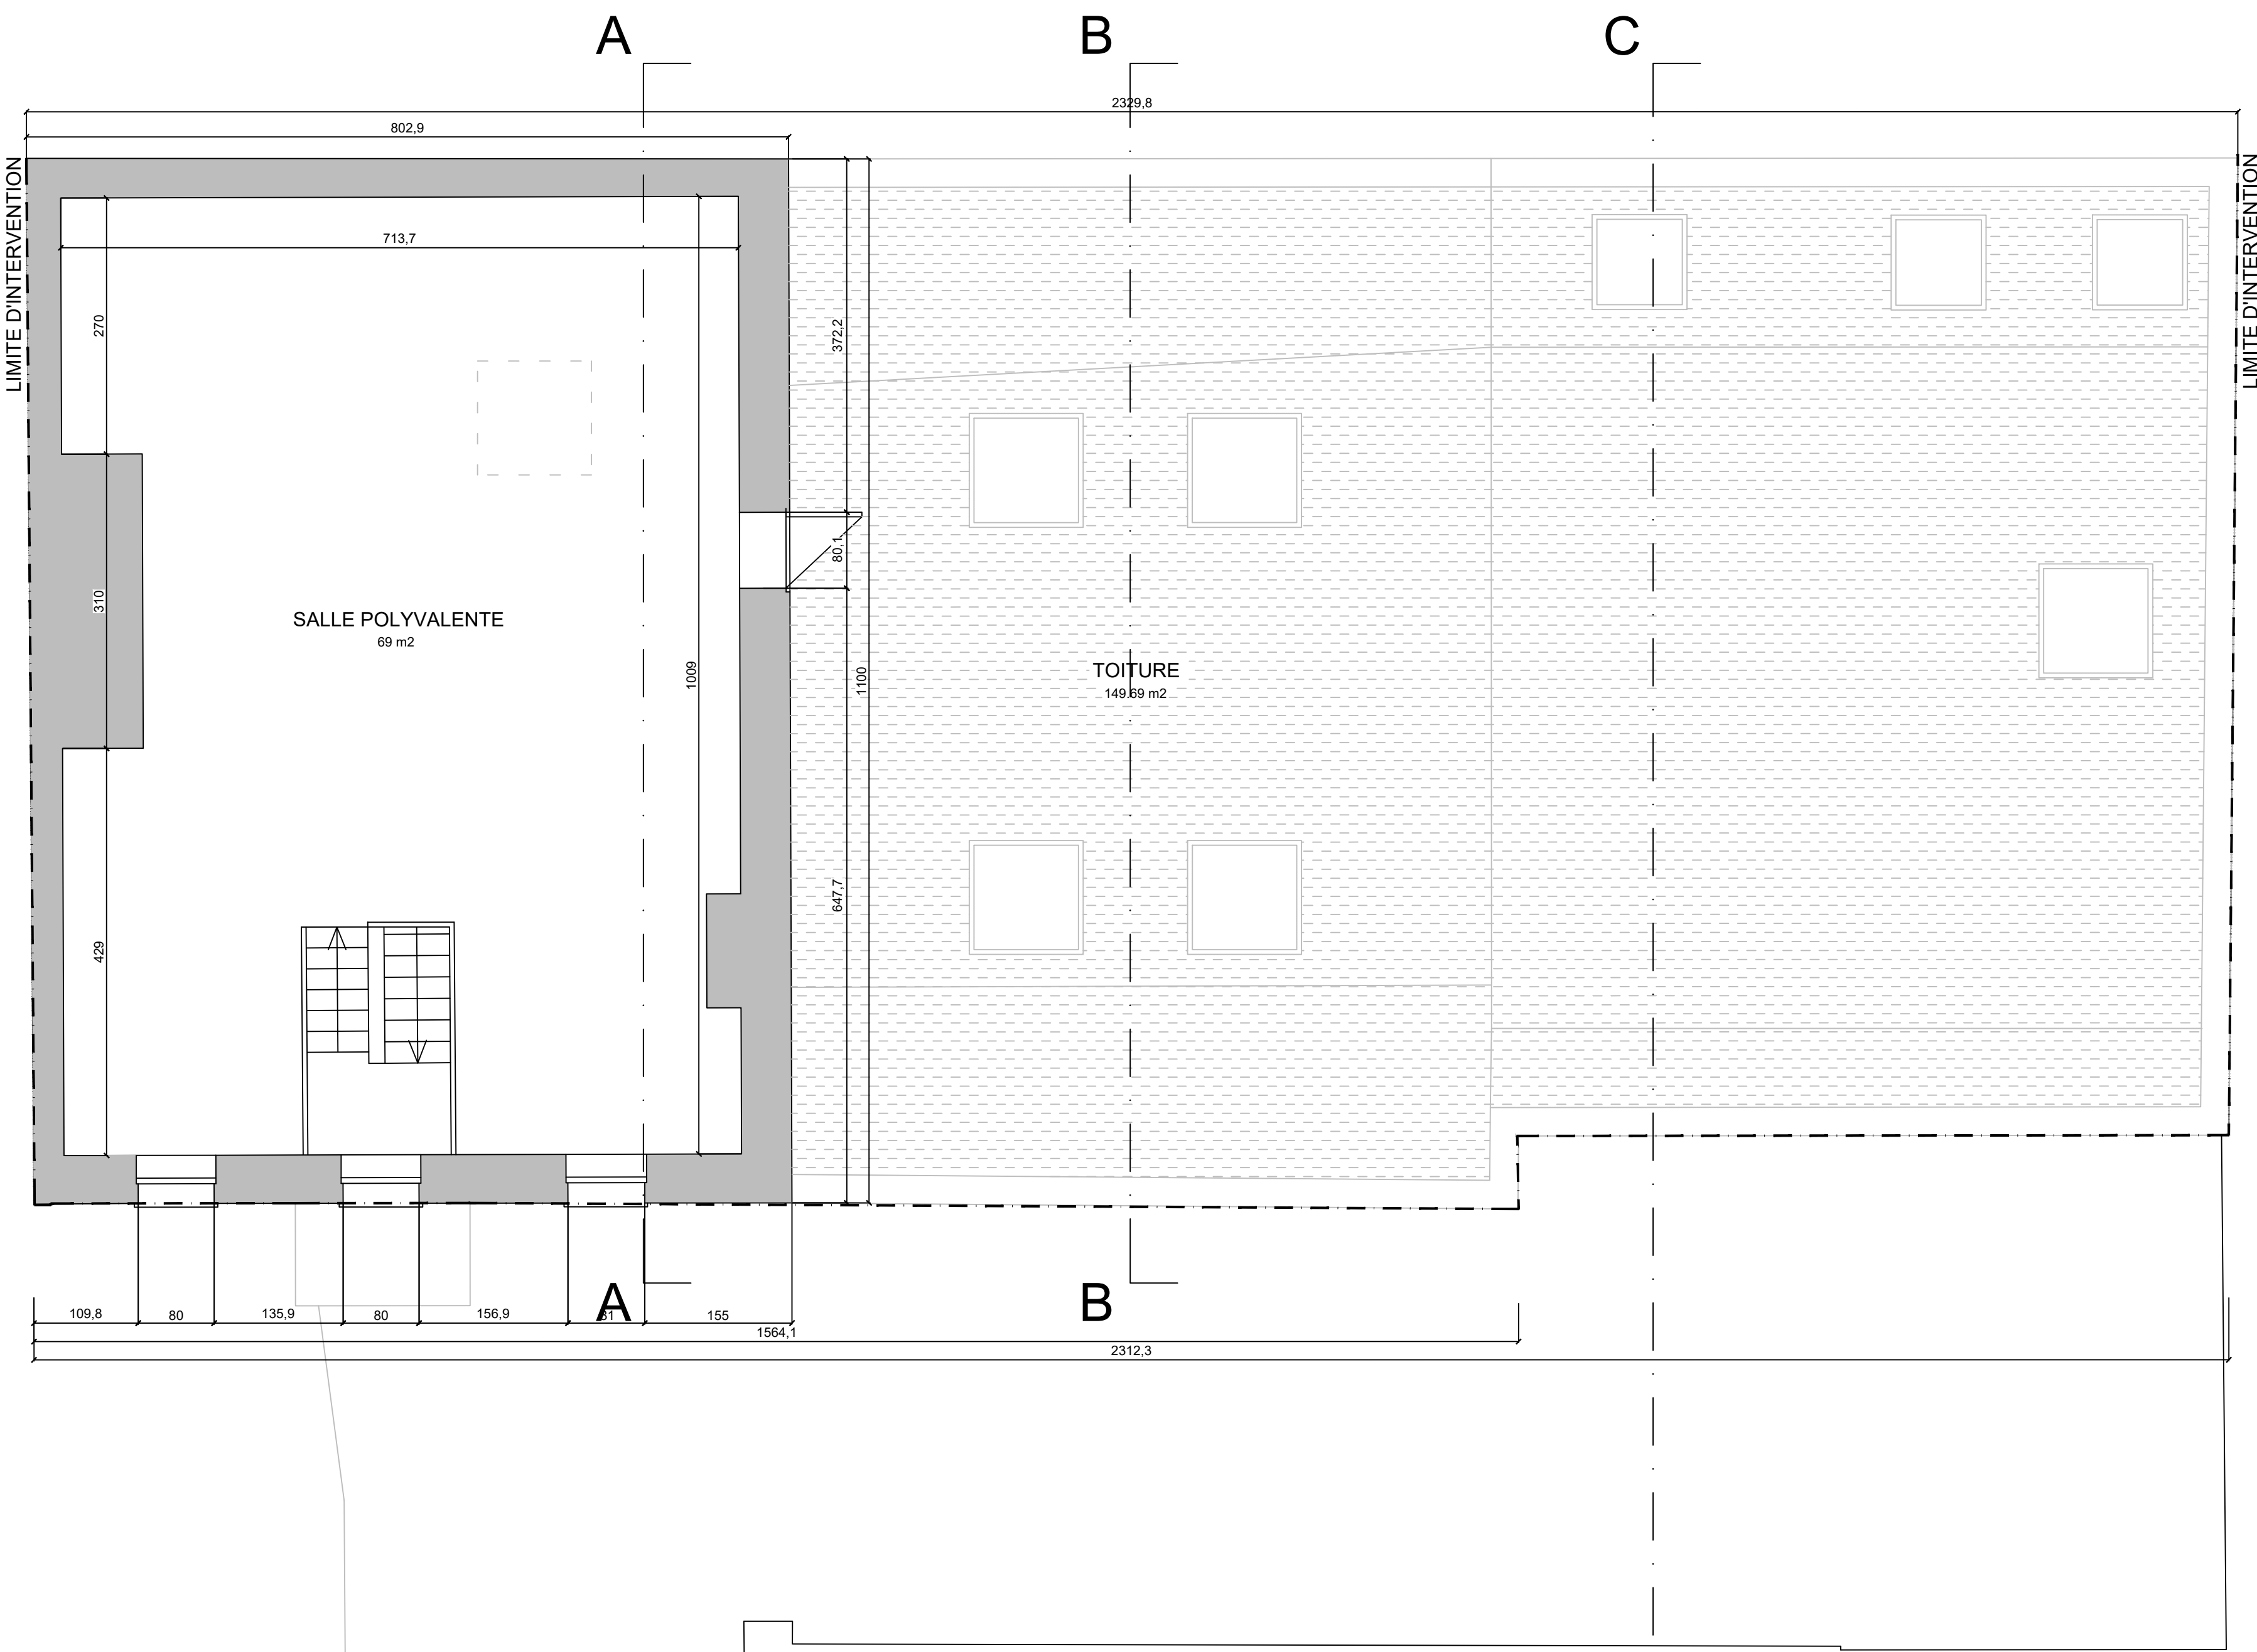 A
B
C
2329,8
802,9
LIMITE D'INTERVENTION
LIMITE D'INTERVENTION
713,7
270
372,2
80,1
310
SALLE POLYVALENTE
69 m2
1009
1100
TOITURE
149.69 m2
647,7
429
A
B
109,8
80
135,9
80
156,9
81
155
1564,1
2312,3